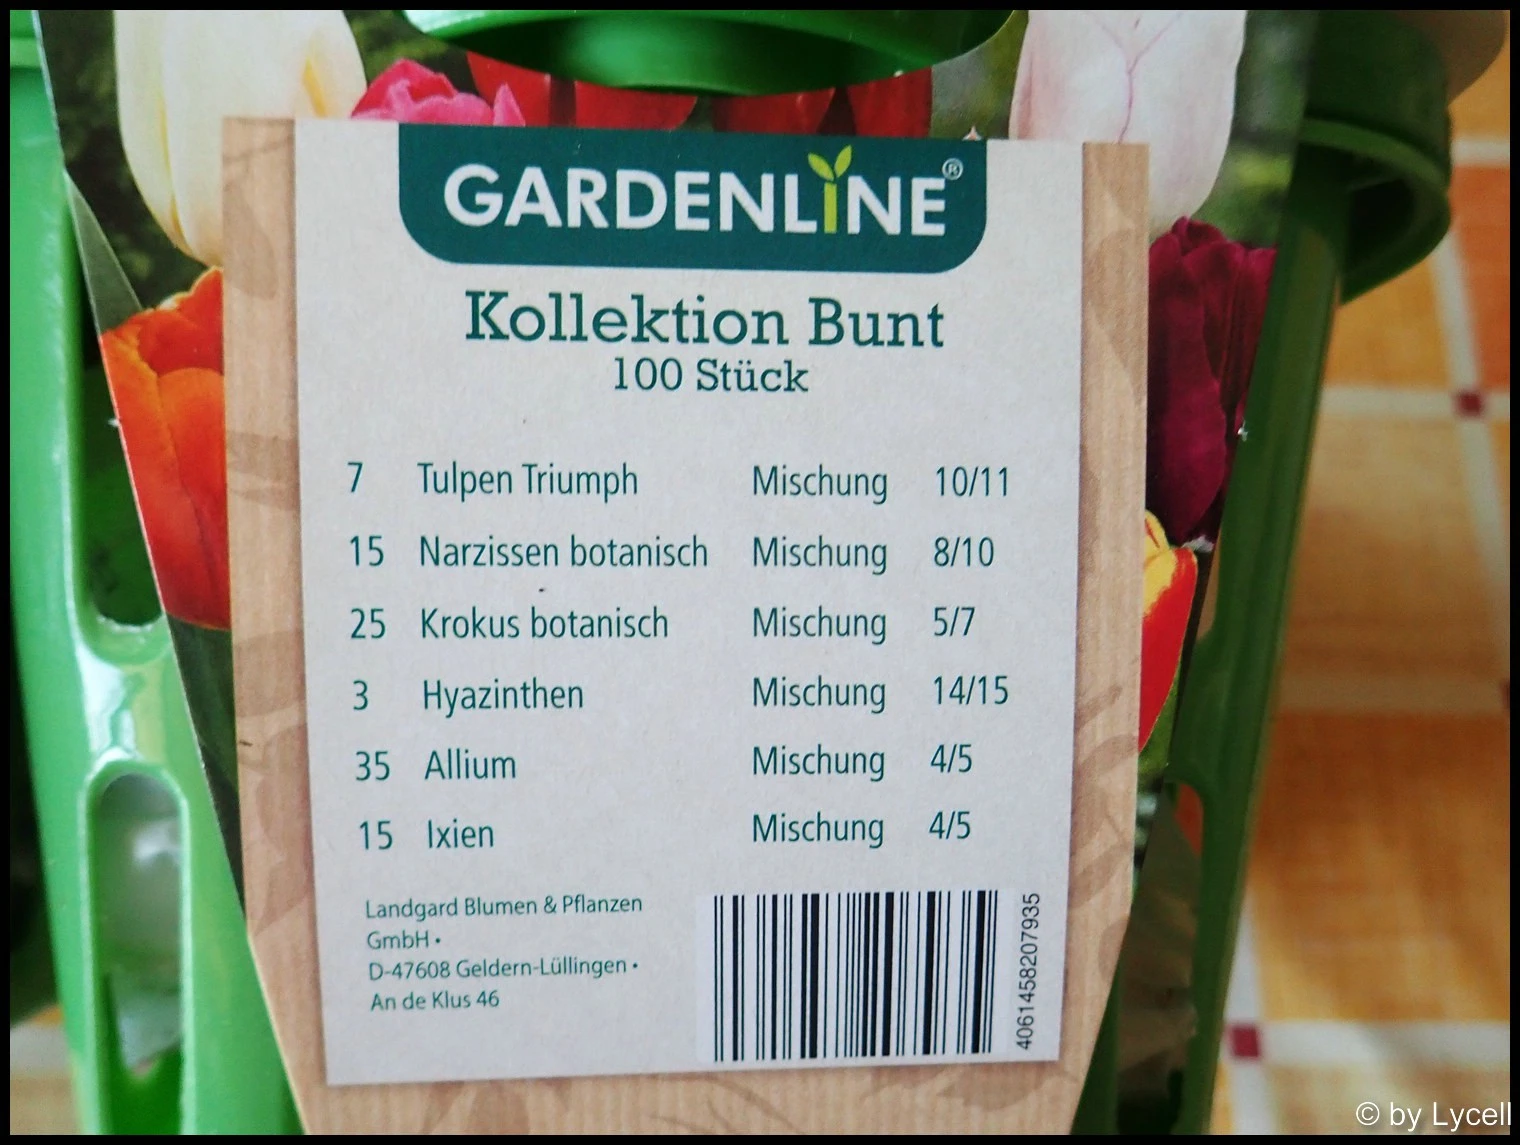 GARDENLINE®
Kollektion Bunt
100 Stück
7 Tulpen Triumph Mischung 10/11
15 Narzissen botanisch Mischung 8/10
25 Krokus botanisch Mischung 5/7
3 Hyazinthen Mischung 14/15
35 Allium Mischung 4/5
15 Ixien Mischung 4/5
Landgard Blumen & Pflanzen
GmbH •
D-47608 Geldern-Lüllingen •
An de Klus 46
4061458207935
© by Lycell